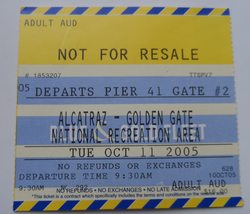 ADULT AUD
NOT FOR RESALE
# 1853207
05 DEPARTS PIER 41 GATE #2
ALCATRAZ - GOLDEN GATE
NATIONAL RECREATION AREA
TUE OCT 11 2005
NO REFUNDS OR EXCHANGES
DEPARTURE TIME 9:30AM
ADULT AUD
9:30AM
NO REFUNDS • NO EXCHANGES • NO LATE